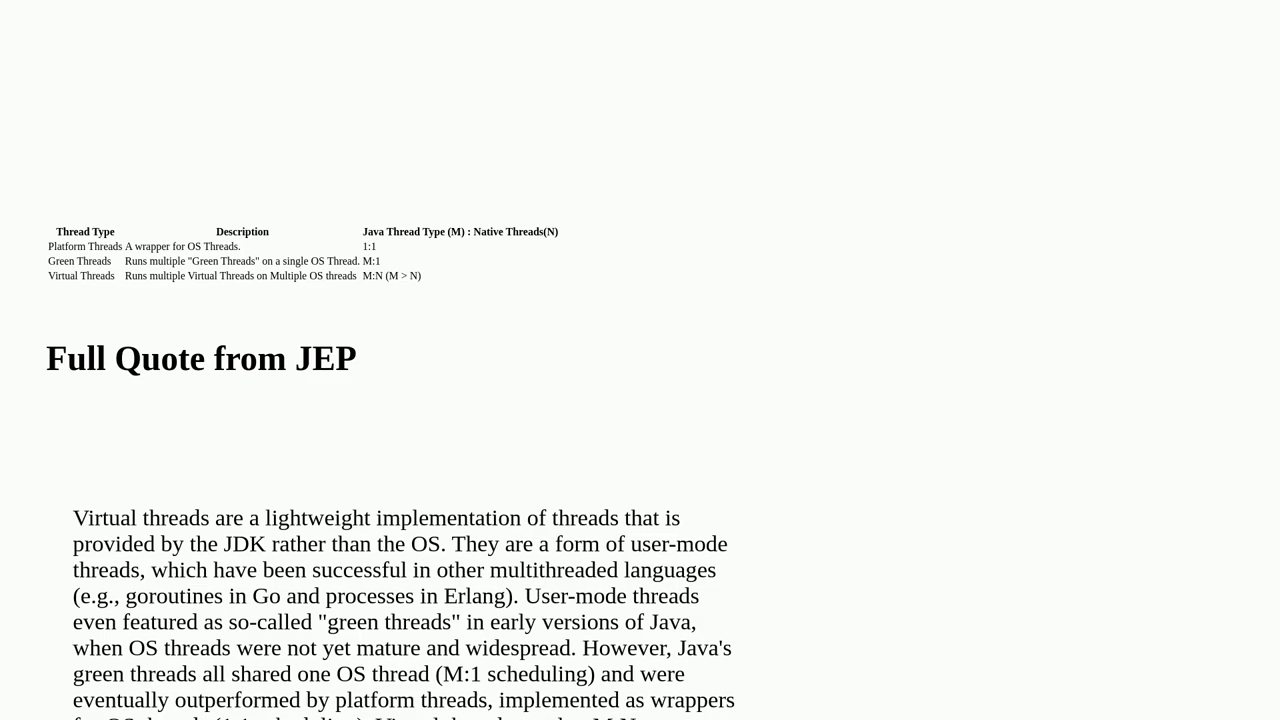 Thread Type Description Java Thread Type (M) : Native Threads(N)
Platform Threads A wrapper for OS Threads. 1:1
Green Threads Runs multiple "Green Threads" on a single OS Thread. M:1
Virtual Threads Runs multiple Virtual Threads on Multiple OS threads M:N (M > N)
Full Quote from JEP
Virtual threads are a lightweight implementation of threads that is
provided by the JDK rather than the OS. They are a form of user-mode
threads, which have been successful in other multithreaded languages
(e.g., goroutines in Go and processes in Erlang). User-mode threads
even featured as so-called "green threads" in early versions of Java,
when OS threads were not yet mature and widespread. However, Java's
green threads all shared one OS thread (M:1 scheduling) and were
eventually outperformed by platform threads, implemented as wrappers